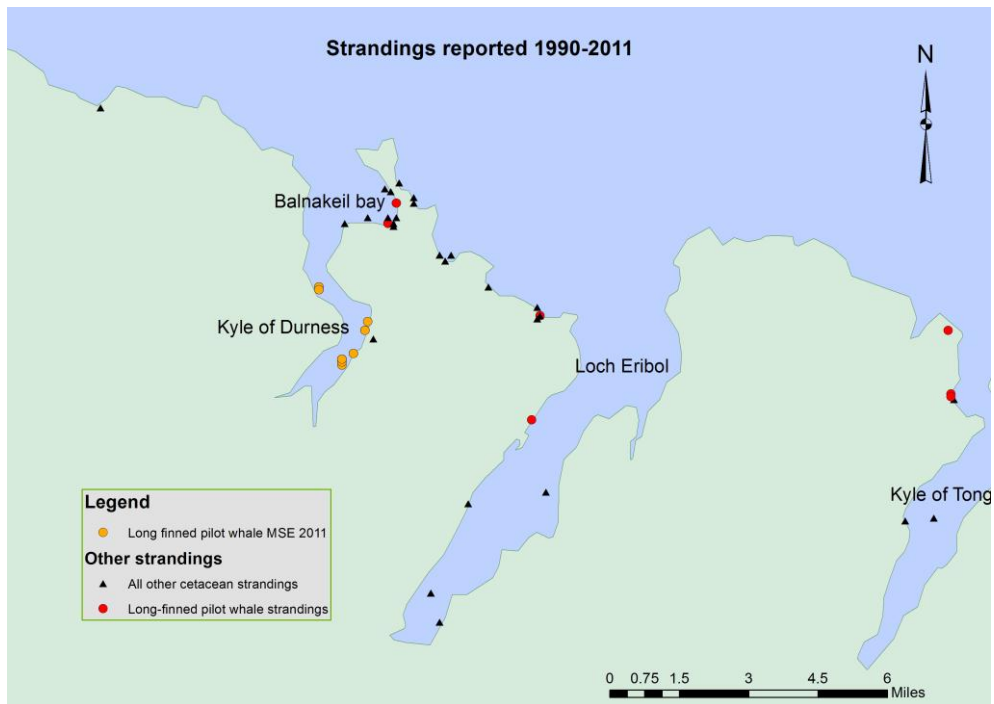 Strandings reported 1990-2011
N
Balnakeil bay
Kyle of Durness
Loch Eribol
Kyle of Tong
Legend
Long finned pilot whale MSE 2011
Other strandings
All other cetacean strandings
Long-finned pilot whale strandings
0 0.75 1.5 3 4.5 6
Miles